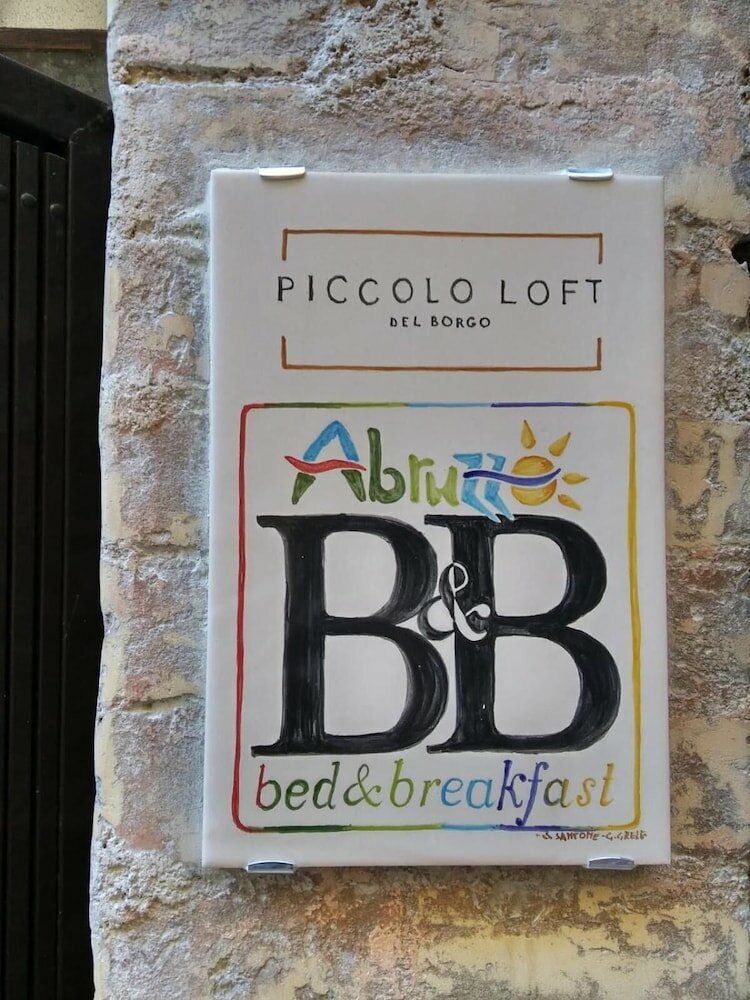 PICCOLO LOFT
DEL BORGO
Abruzzo
B&B
bed&breakfast